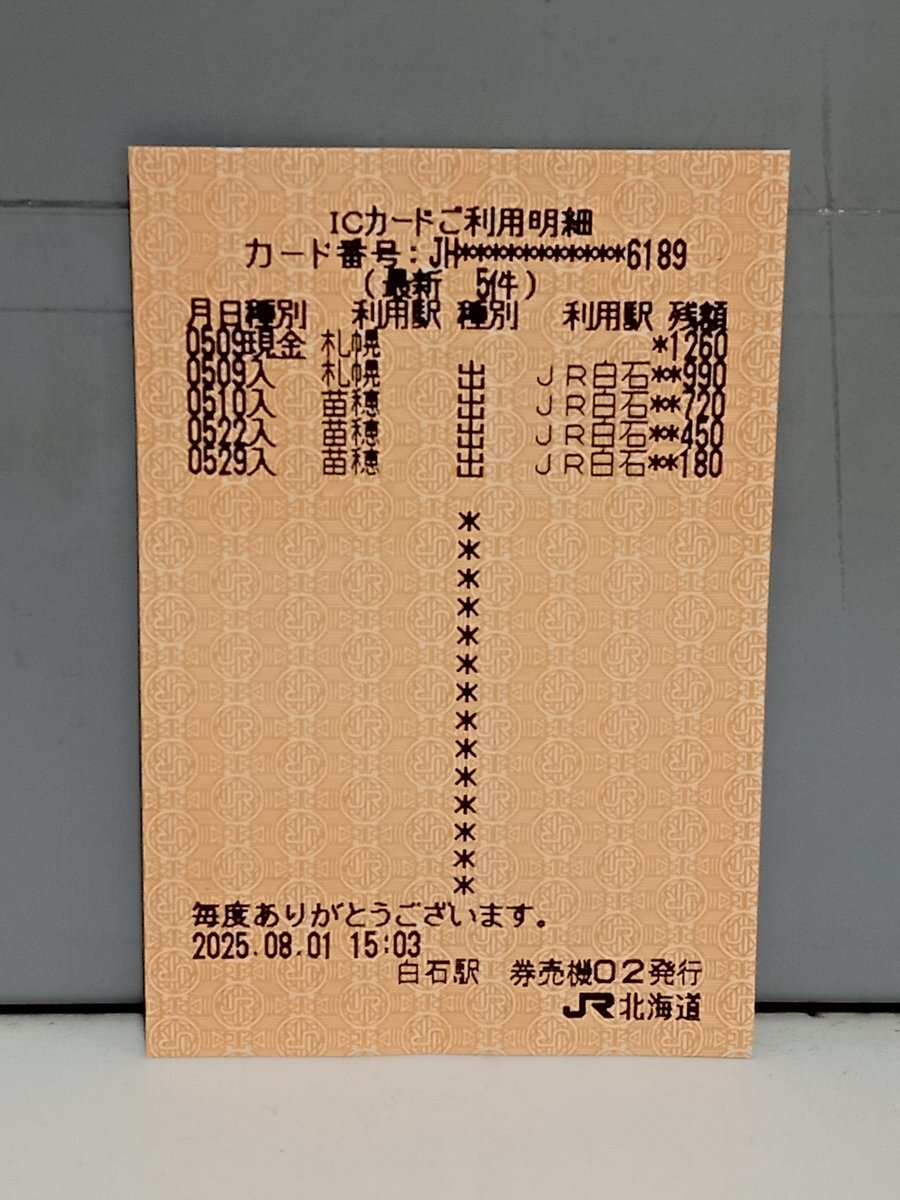 ICカードご利用明細
カード番号:JH*************6189
(最新 5件)
月日種別 利用駅 種別 利用駅 残額
0509現金 札幌 *1260
0509入 札幌 出 JR白石**990
0510入 苗穂 出 JR白石**720
0522入 苗穂 出 JR白石**450
0529入 苗穂 出 JR白石**180
*
*
*
*
*
*
*
*
*
*
*
*
*
*
毎度ありがとうございます。
2025.08.01 15:03
白石駅 券売機02発行
JR北海道